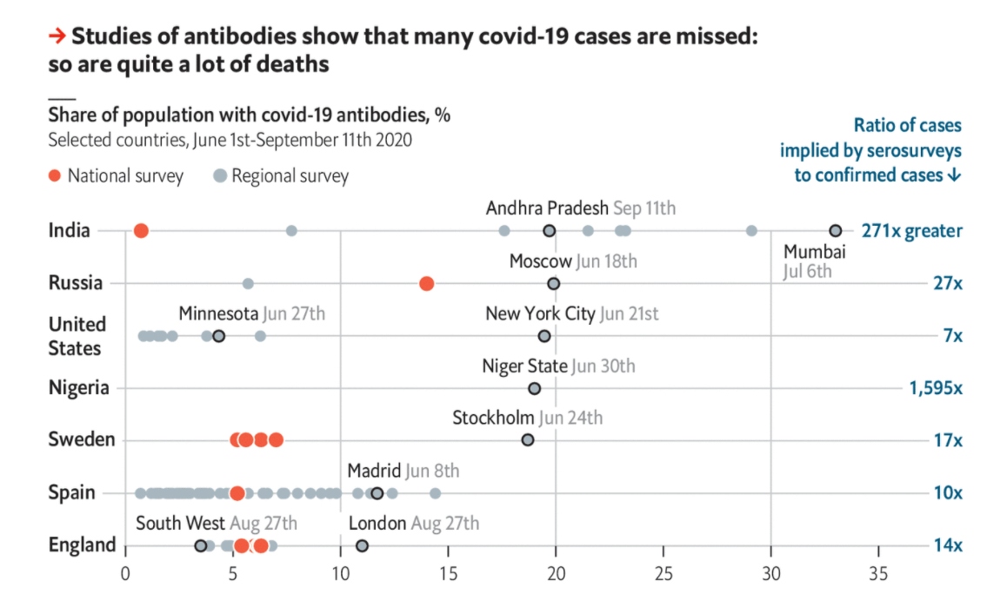 → Studies of antibodies show that many covid-19 cases are missed:
so are quite a lot of deaths
Share of population with covid-19 antibodies, %
Selected countries, June 1st-September 11th 2020
National survey
Regional survey
Ratio of cases
implied by serosurveys
to confirmed cases ↓
Andhra Pradesh Sep 11th
India
271x greater
Mumbai
Jul 6th
Moscow Jun 18th
Russia
27x
Minnesota Jun 27th
New York City Jun 21st
United
States
7x
Niger State Jun 30th
Nigeria
1,595x
Stockholm Jun 24th
Sweden
17x
Madrid Jun 8th
Spain
10x
South West Aug 27th
London Aug 27th
England
14x
0 5 10 15 20 25 30 35